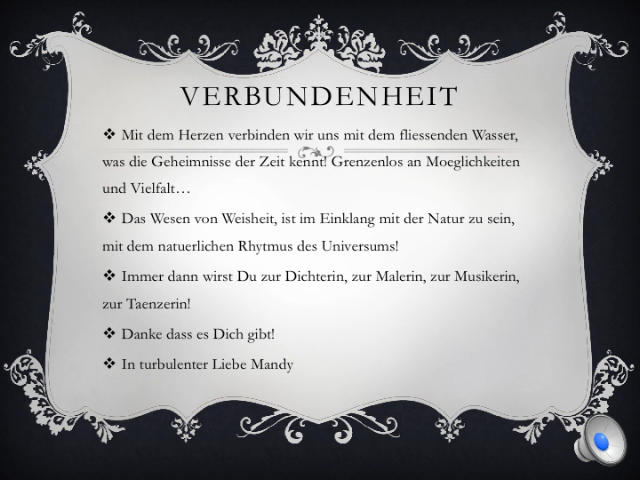 VERBUNDENHEIT
❖ Mit dem Herzen verbinden wir uns mit dem fliessenden Wasser,
was die Geheimnisse der Zeit kennt! Grenzenlos an Moeglichkeiten
und Vielfalt…
❖ Das Wesen von Weisheit, ist im Einklang mit der Natur zu sein,
mit dem natuerlichen Rhytmus des Universums!
❖ Immer dann wirst Du zur Dichterin, zur Malerin, zur Musikerin,
zur Taenzerin!
❖ Danke dass es Dich gibt!
❖ In turbulenter Liebe Mandy